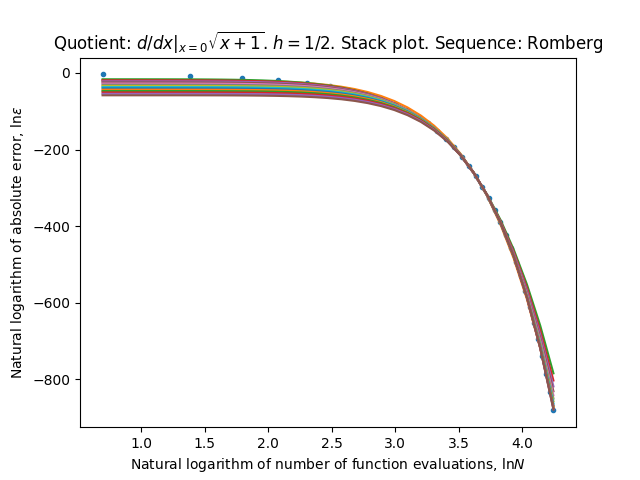 Quotient: $d/dx|_{x=0}\sqrt{x+1}$. $h=1/2$. Stack plot. Sequence: Romberg
0
−200
−400
−600
−800
Natural logarithm of absolute error, lnε
1.0 1.5 2.0 2.5 3.0 3.5 4.0
Natural logarithm of number of function evaluations, lnN